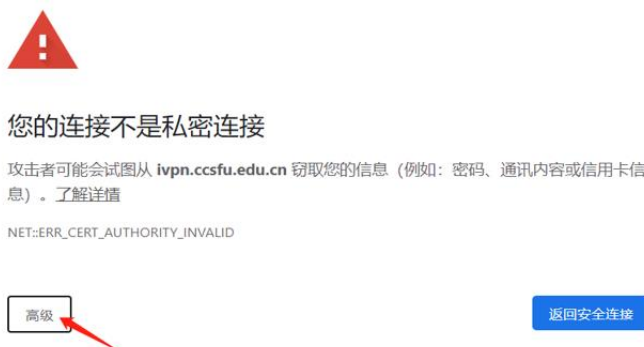 您的连接不是私密连接
攻击者可能会试图从 ivpn.ccsfu.edu.cn 窃取您的信息（例如：密码、通讯内容或信用卡信
息）。了解详情
NET::ERR_CERT_AUTHORITY_INVALID
高级
返回安全连接